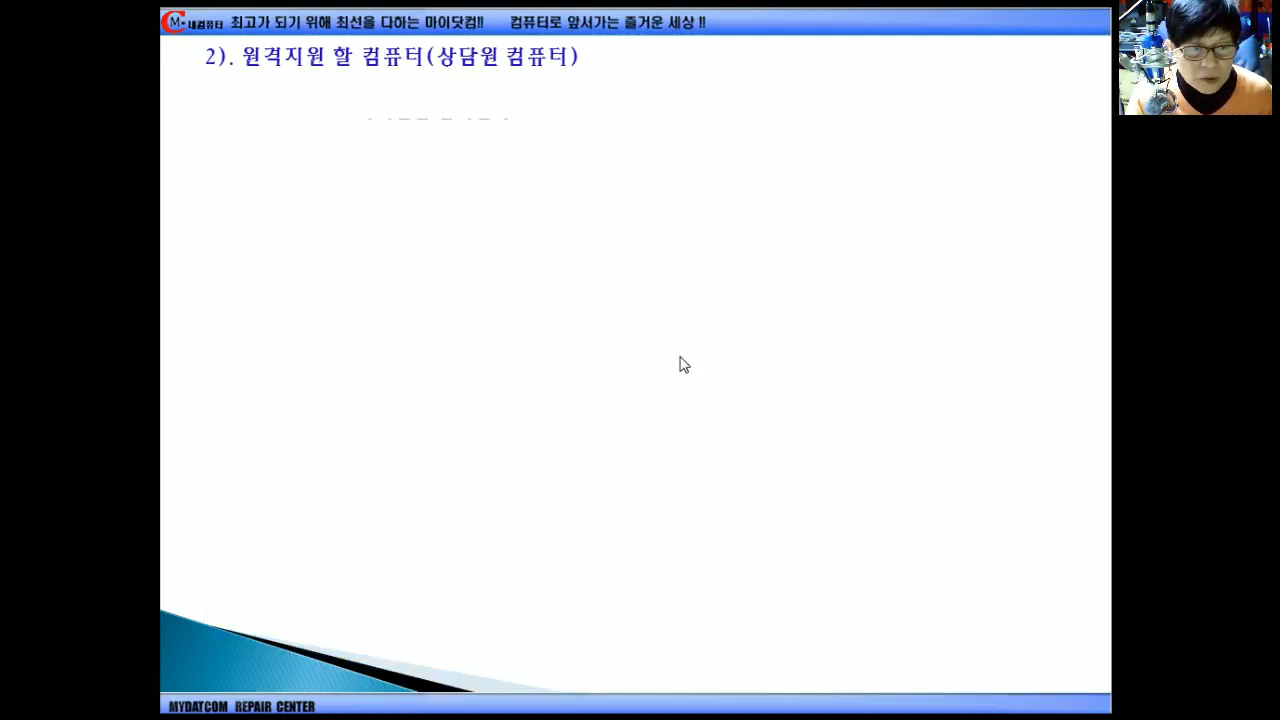 CM 내컴퓨터 최고가 되기 위해 최선을 다하는 마이닷컴!! 컴퓨터로 앞서가는 즐거운 세상 !!
2). 원격지원 할 컴퓨터(상담원 컴퓨터)
MYDATCOM REPAIR CENTER